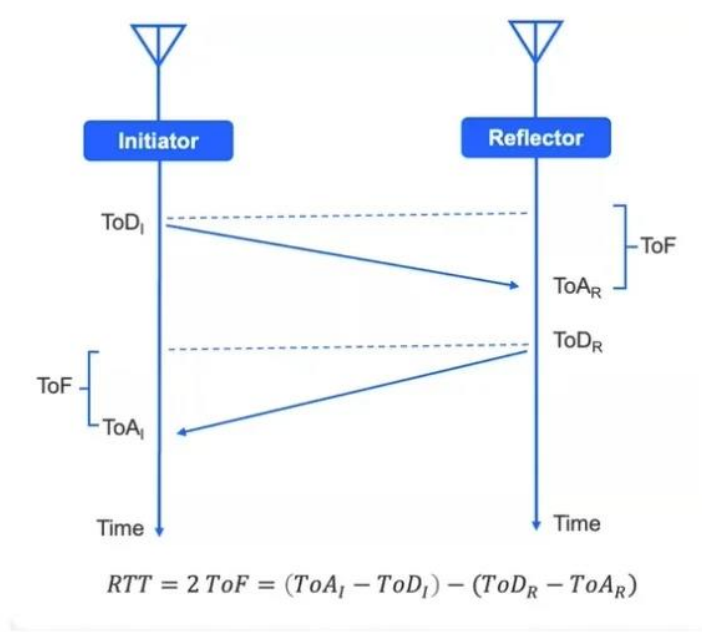 Initiator
Reflector
ToD_I
ToF
ToA_R
ToD_R
ToF
ToA_I
Time
Time
RTT = 2 ToF = (ToA_I − ToD_I) − (ToD_R − ToA_R)